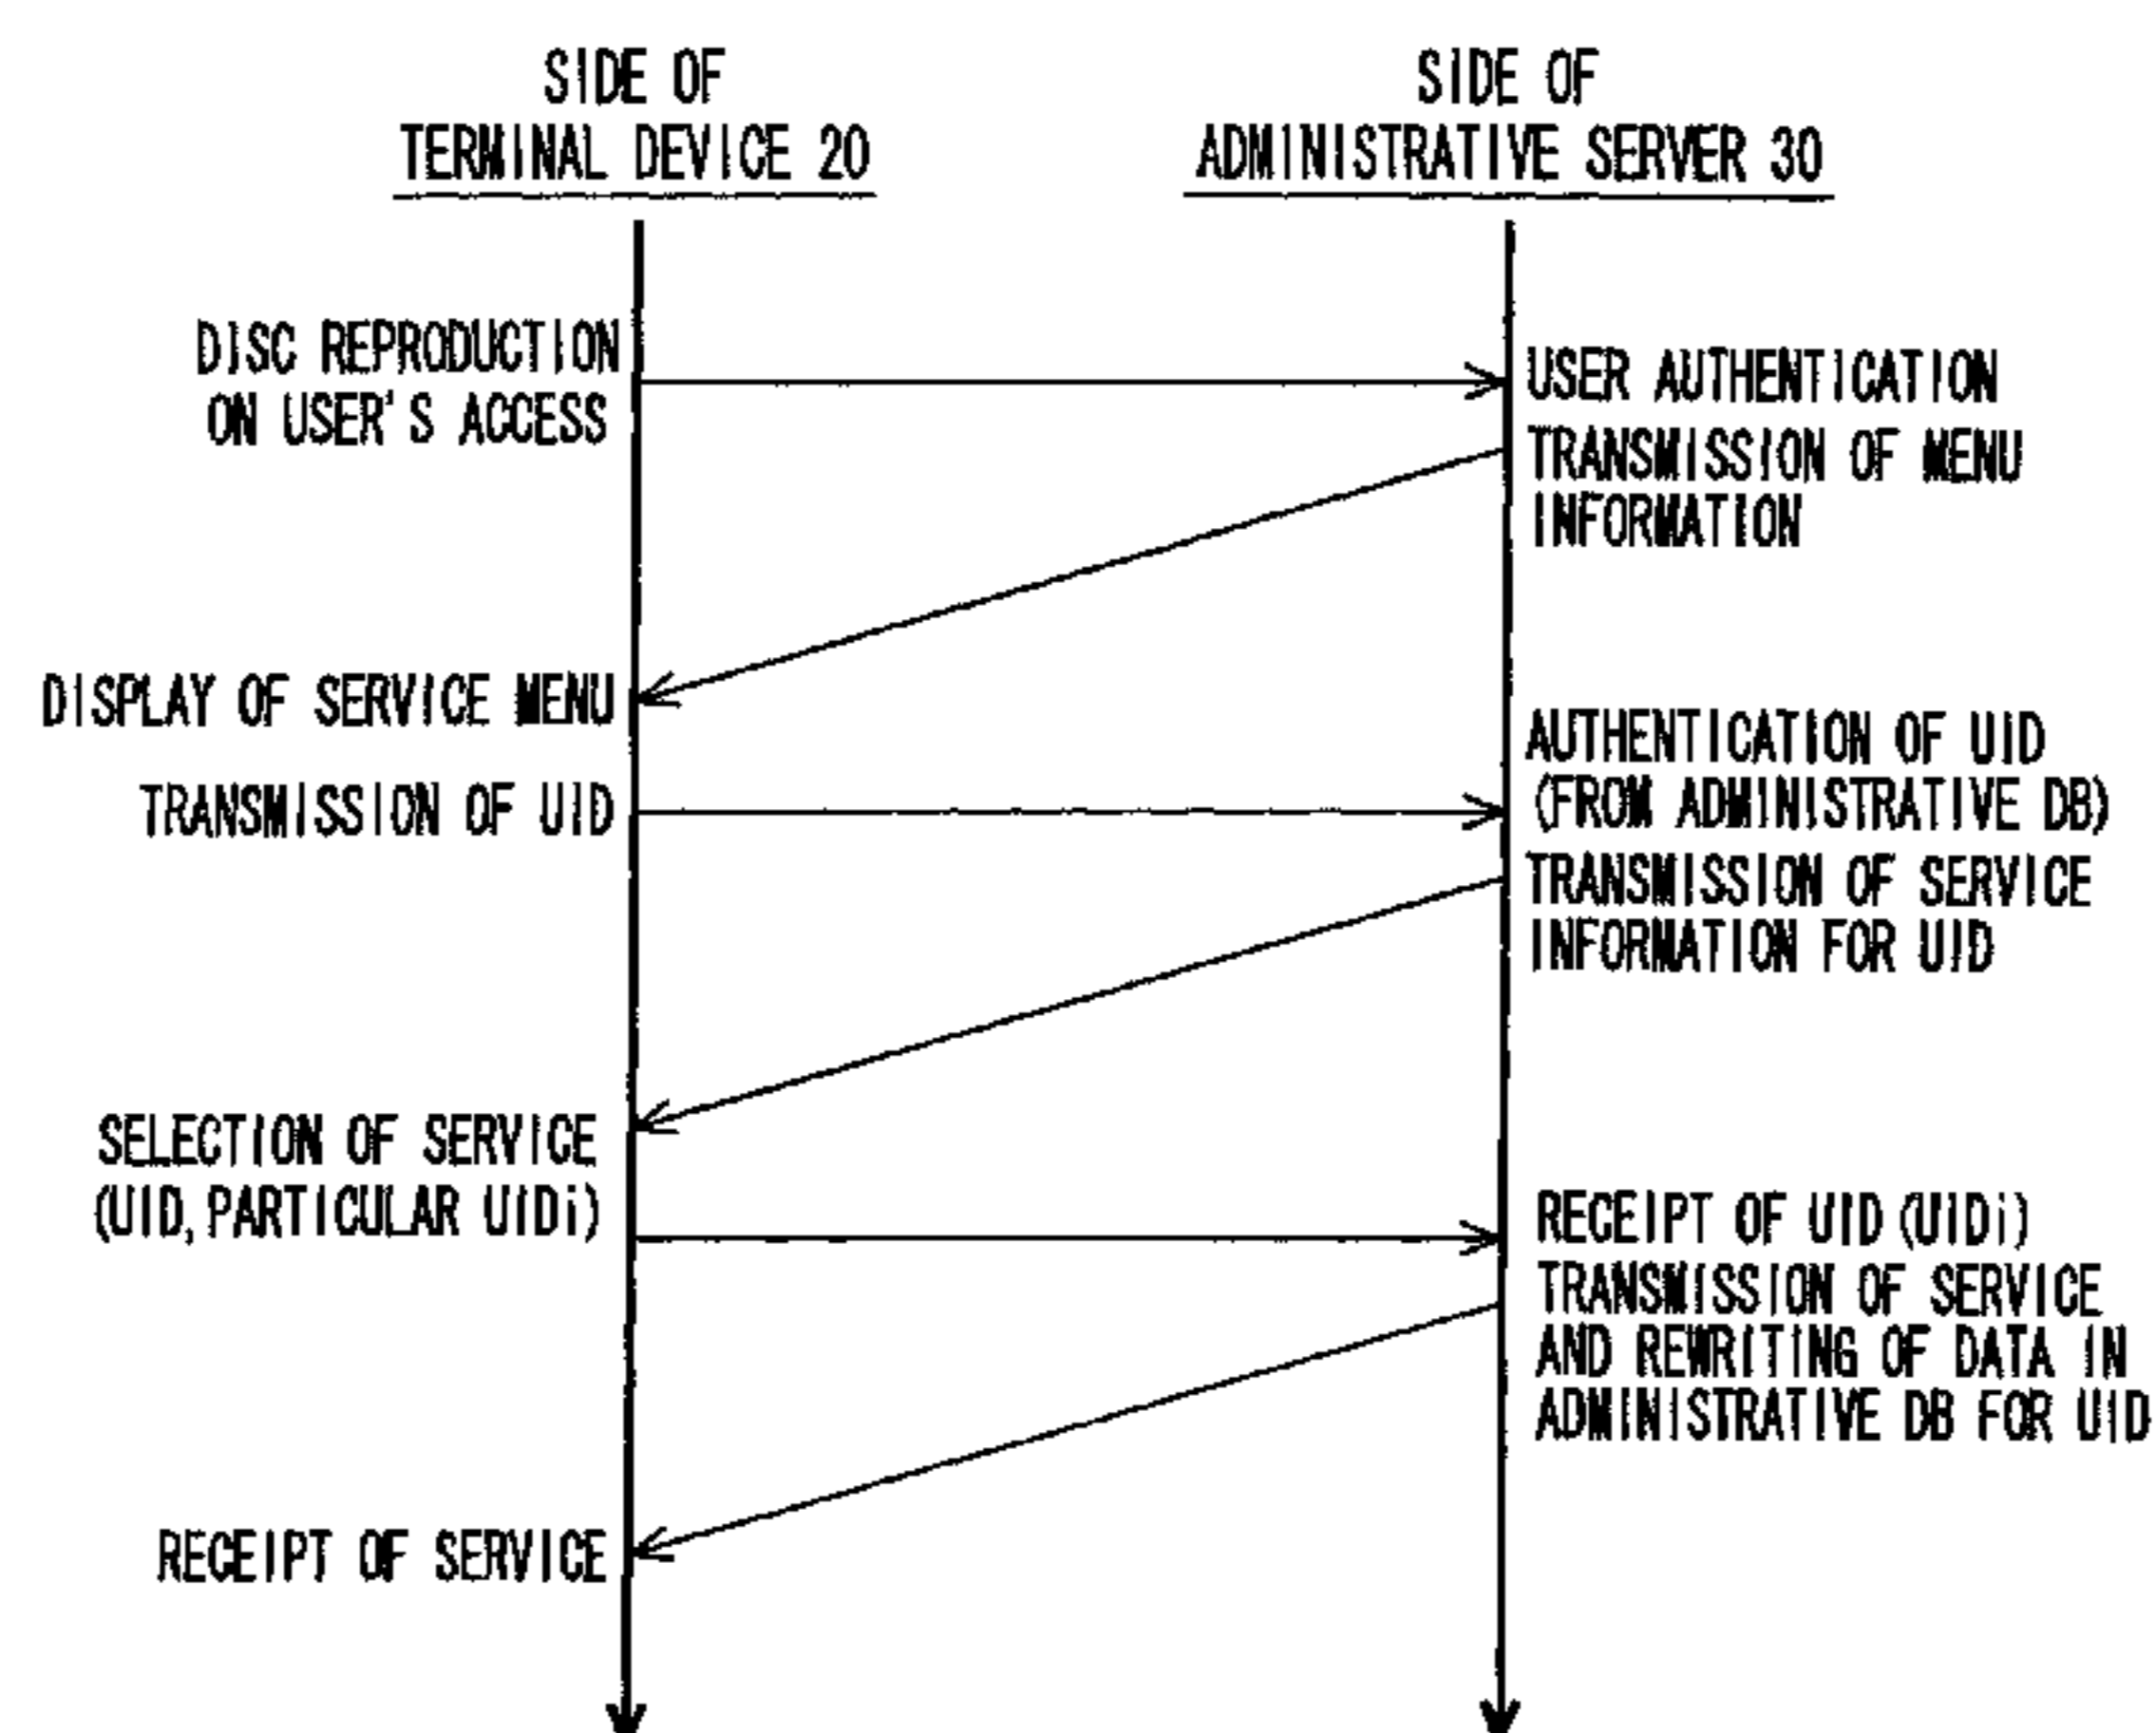 SIDE OF
TERMINAL DEVICE 20
SIDE OF
ADMINISTRATIVE SERVER 30
DISC REPRODUCTION
ON USER'S ACCESS
USER AUTHENTICATION
TRANSMISSION OF MENU
INFORMATION
DISPLAY OF SERVICE MENU
TRANSMISSION OF UID
AUTHENTICATION OF UID
(FROM ADMINISTRATIVE DB)
TRANSMISSION OF SERVICE
INFORMATION FOR UID
SELECTION OF SERVICE
(UID, PARTICULAR UIDi)
RECEIPT OF UID (UIDi)
TRANSMISSION OF SERVICE
AND REWRITING OF DATA IN
ADMINISTRATIVE DB FOR UID
RECEIPT OF SERVICE